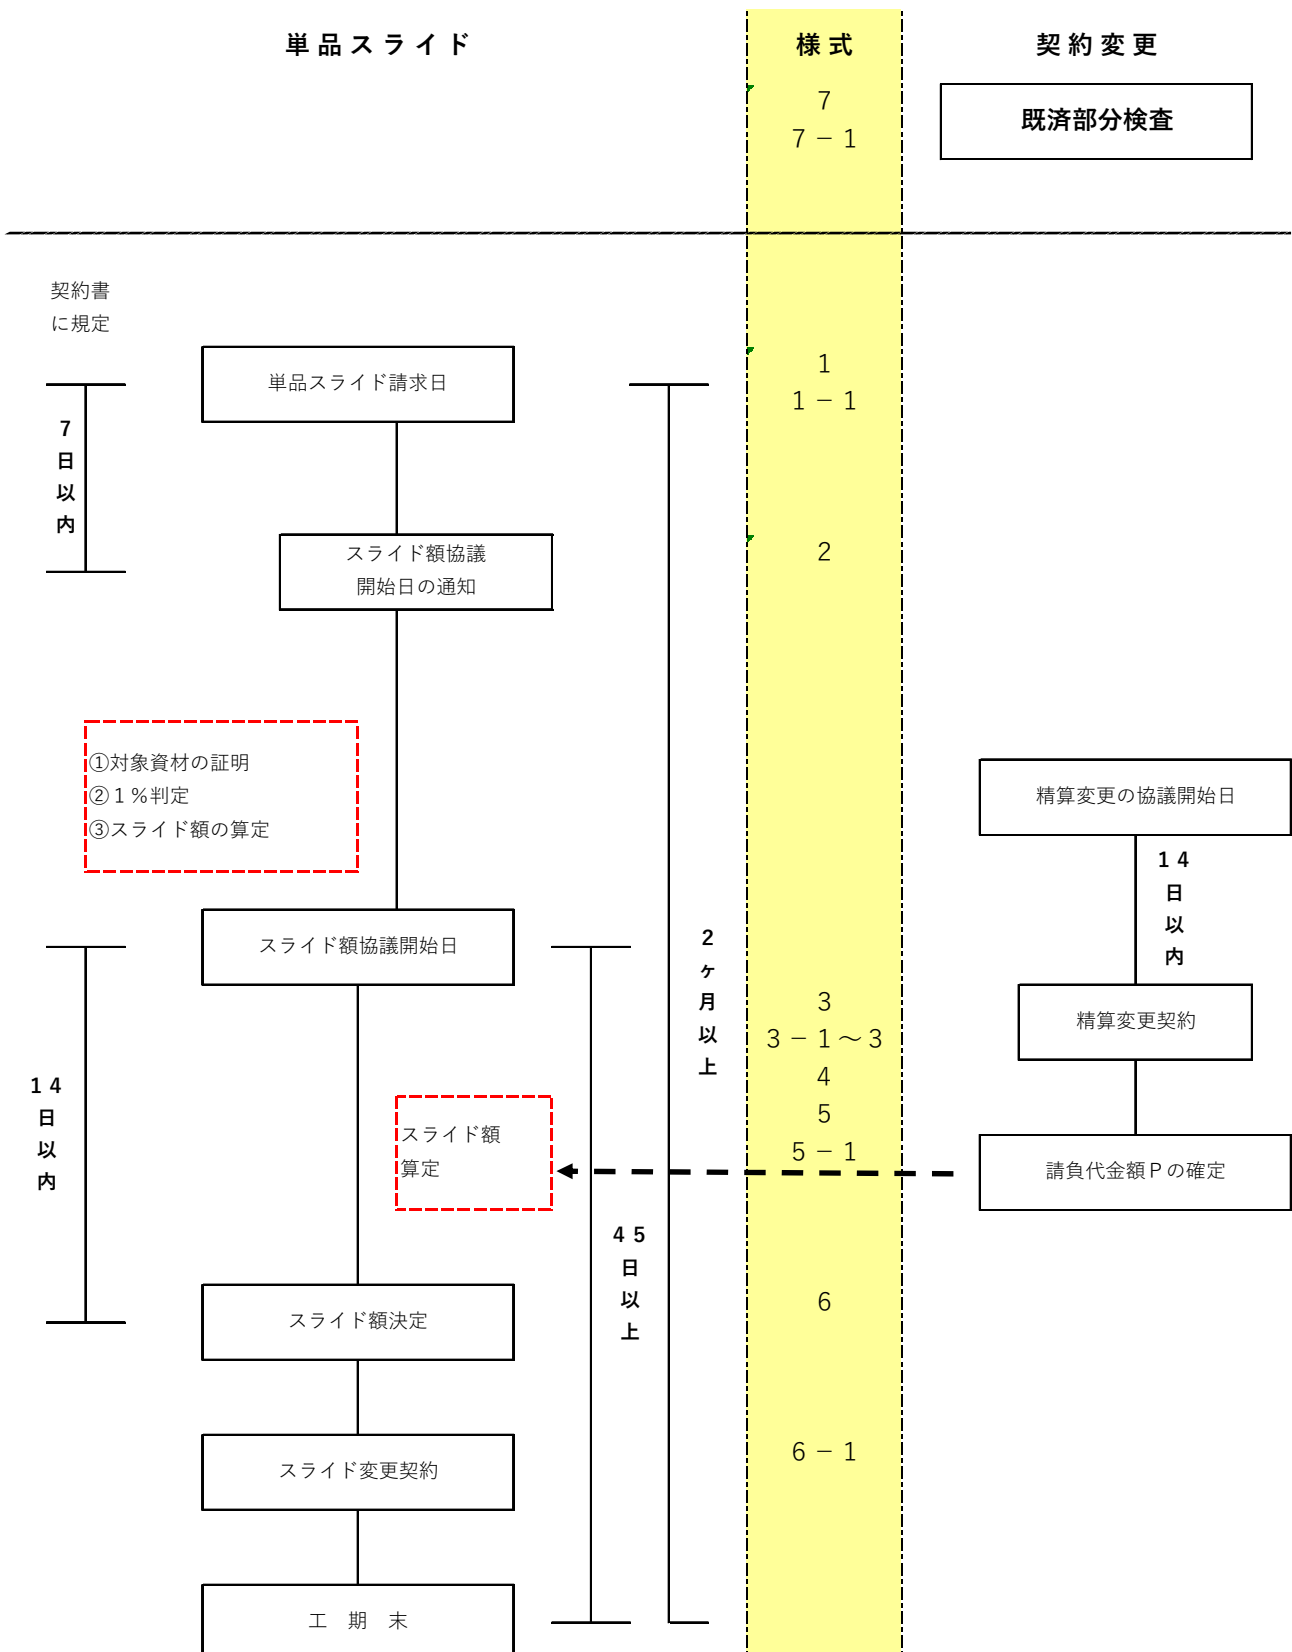 単品スライド
様式
契約変更
7
7－1
既済部分検査
契約書
に規定
単品スライド請求日
1
1－1
7
日
以
内
スライド額協議
開始日の通知
2
①対象資材の証明
②１％判定
③スライド額の算定
精算変更の協議開始日
14
日
以
内
スライド額協議開始日
2
ヶ
月
以
上
3
3－1～3
4
5
5－1
精算変更契約
14
日
以
内
スライド額
算定
請負代金額Ｐの確定
45
日
以
上
スライド額決定
6
スライド変更契約
6－1
工　期　末